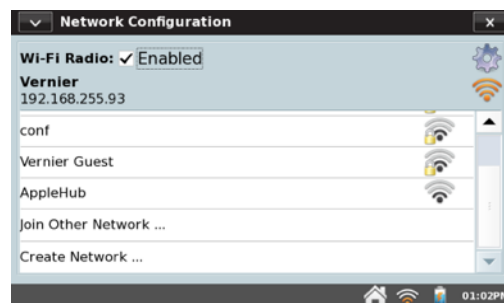 Network Configuration
Wi-Fi Radio: Enabled
Vernier
192.168.255.93
conf
Vernier Guest
AppleHub
Join Other Network ...
Create Network ...
01:02P